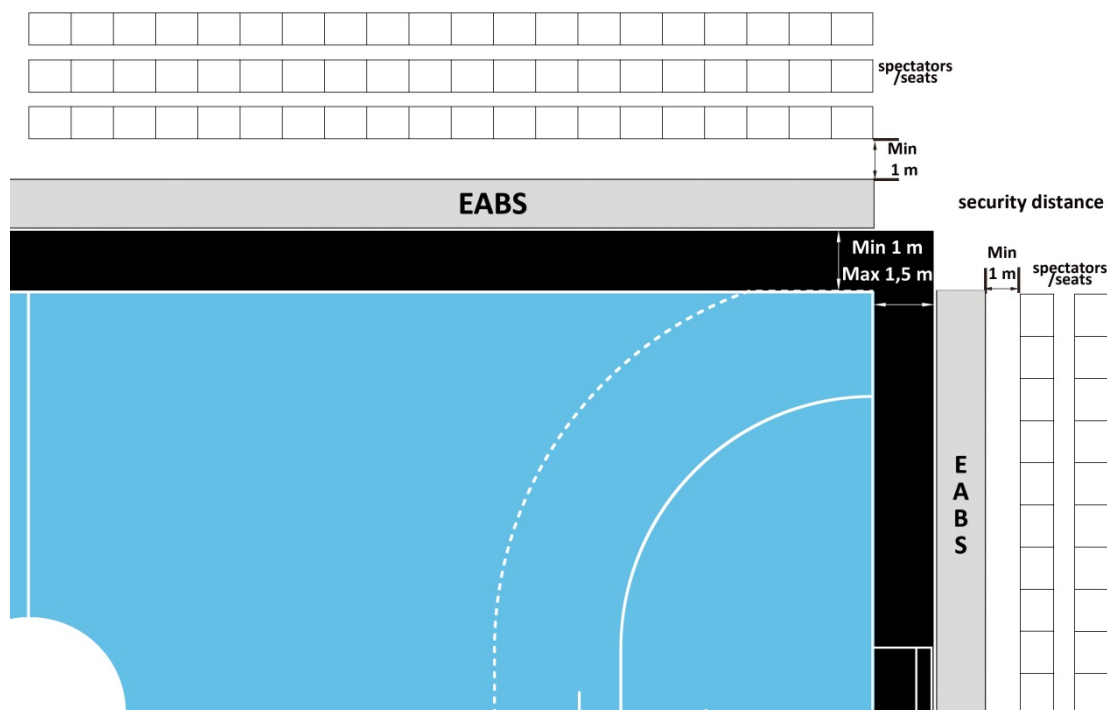 spectators
/seats
Min
1 m
EABS
security distance
Min 1 m
Max 1,5 m
Min
1 m
spectators
/seats
E
A
B
S